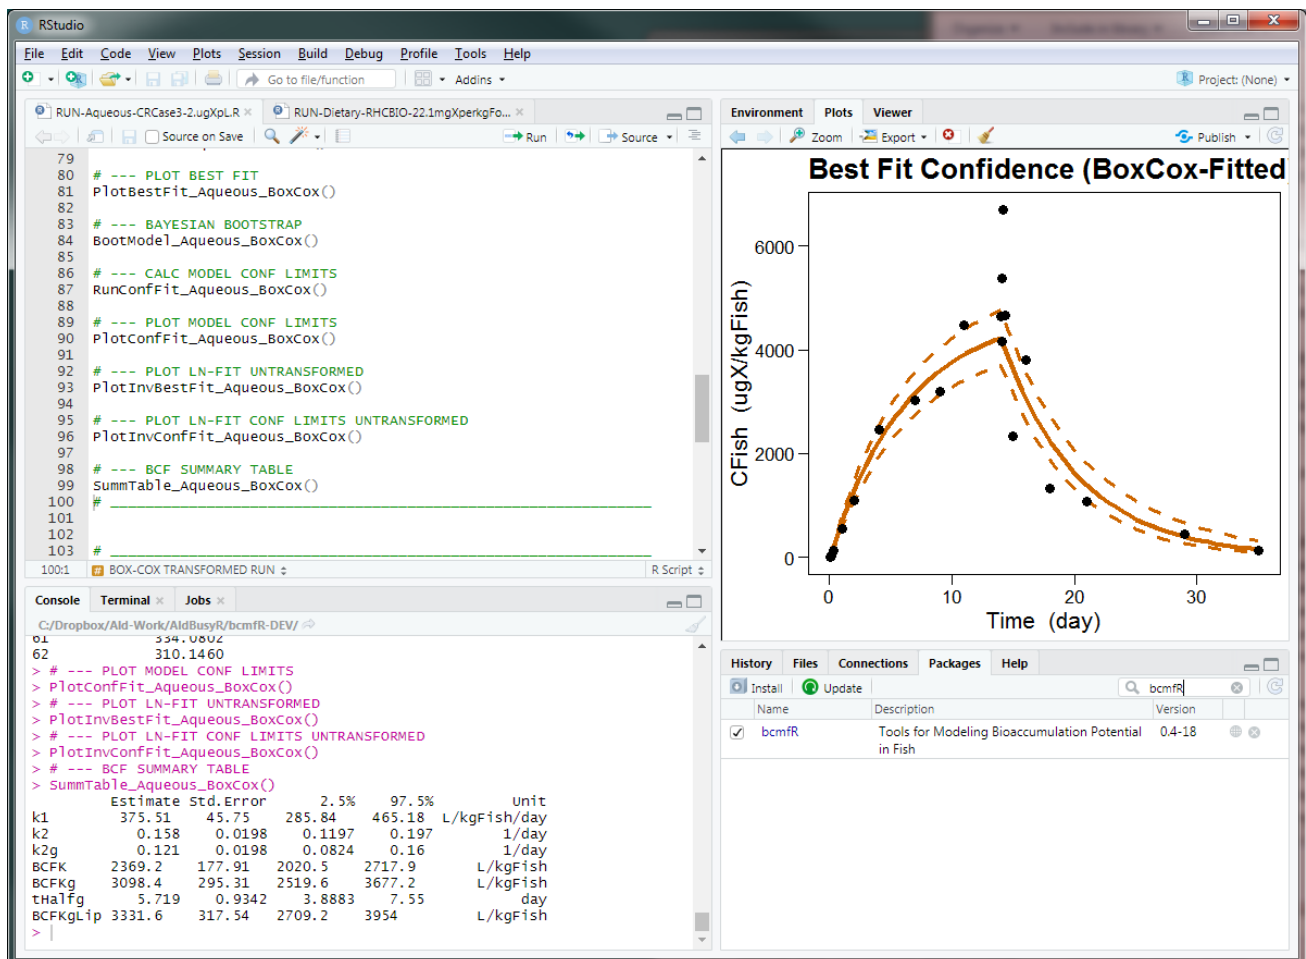 RStudio
File Edit Code View Plots Session Build Debug Profile Tools Help
Go to file/function Addins Project: (None)
RUN-Aqueous-CRCase3-2.ugXpL.R RUN-Dietary-RHCBIO-22.1mgXperkgFo...
Source on Save Run Source
79
80 # --- PLOT BEST FIT
81 PlotBestFit_Aqueous_BoxCox()
82
83 # --- BAYESIAN BOOTSTRAP
84 BootModel_Aqueous_BoxCox()
85
86 # --- CALC MODEL CONF LIMITS
87 RunConfFit_Aqueous_BoxCox()
88
89 # --- PLOT MODEL CONF LIMITS
90 PlotConfFit_Aqueous_BoxCox()
91
92 # --- PLOT LN-FIT UNTRANSFORMED
93 PlotInvBestFit_Aqueous_BoxCox()
94
95 # --- PLOT LN-FIT CONF LIMITS UNTRANSFORMED
96 PlotInvConfFit_Aqueous_BoxCox()
97
98 # --- BCF SUMMARY TABLE
99 SummTable_Aqueous_BoxCox()
100 # ____________________________________________________________
101
102
103 # ____________________________________________________________
100:1 # BOX-COX TRANSFORMED RUN R Script
Console Terminal Jobs
C:/Dropbox/Ald-Work/AldBusyR/bcmfR-DEV/
61 334.0802
62 310.1460
> # --- PLOT MODEL CONF LIMITS
> PlotConfFit_Aqueous_BoxCox()
> # --- PLOT LN-FIT UNTRANSFORMED
> PlotInvBestFit_Aqueous_BoxCox()
> # --- PLOT LN-FIT CONF LIMITS UNTRANSFORMED
> PlotInvConfFit_Aqueous_BoxCox()
> # --- BCF SUMMARY TABLE
> SummTable_Aqueous_BoxCox()
Estimate Std.Error 2.5% 97.5% Unit
k1 375.51 45.75 285.84 465.18 L/kgFish/day
k2 0.158 0.0198 0.1197 0.197 1/day
k2g 0.121 0.0198 0.0824 0.16 1/day
BCFK 2369.2 177.91 2020.5 2717.9 L/kgFish
BCFKg 3098.4 295.31 2519.6 3677.2 L/kgFish
tHalfg 5.719 0.9342 3.8883 7.55 day
BCFKgLip 3331.6 317.54 2709.2 3954 L/kgFish
>
Environment Plots Viewer
Zoom Export Publish
Best Fit Confidence (BoxCox-Fitted
CFish (ugX/kgFish)
6000
4000
2000
0
0 10 20 30
Time (day)
History Files Connections Packages Help
Install Update bcmfR
Name Description Version
bcmfR Tools for Modeling Bioaccumulation Potential 0.4-18
in Fish